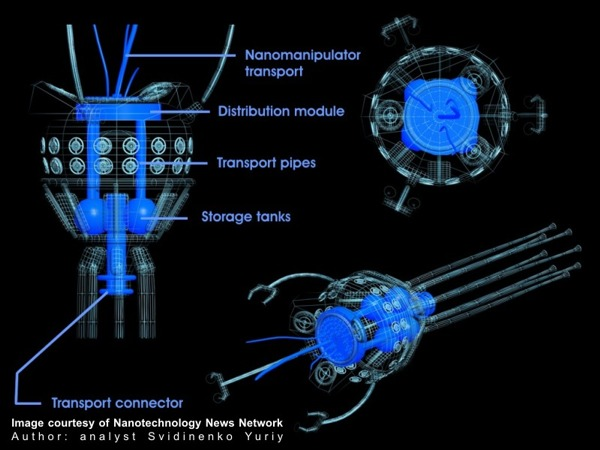 Nanomanipulator
transport
Distribution module
Transport pipes
Storage tanks
Transport connector
Image courtesy of Nanotechnology News Network
Author: analyst Svidinenko Yuriy